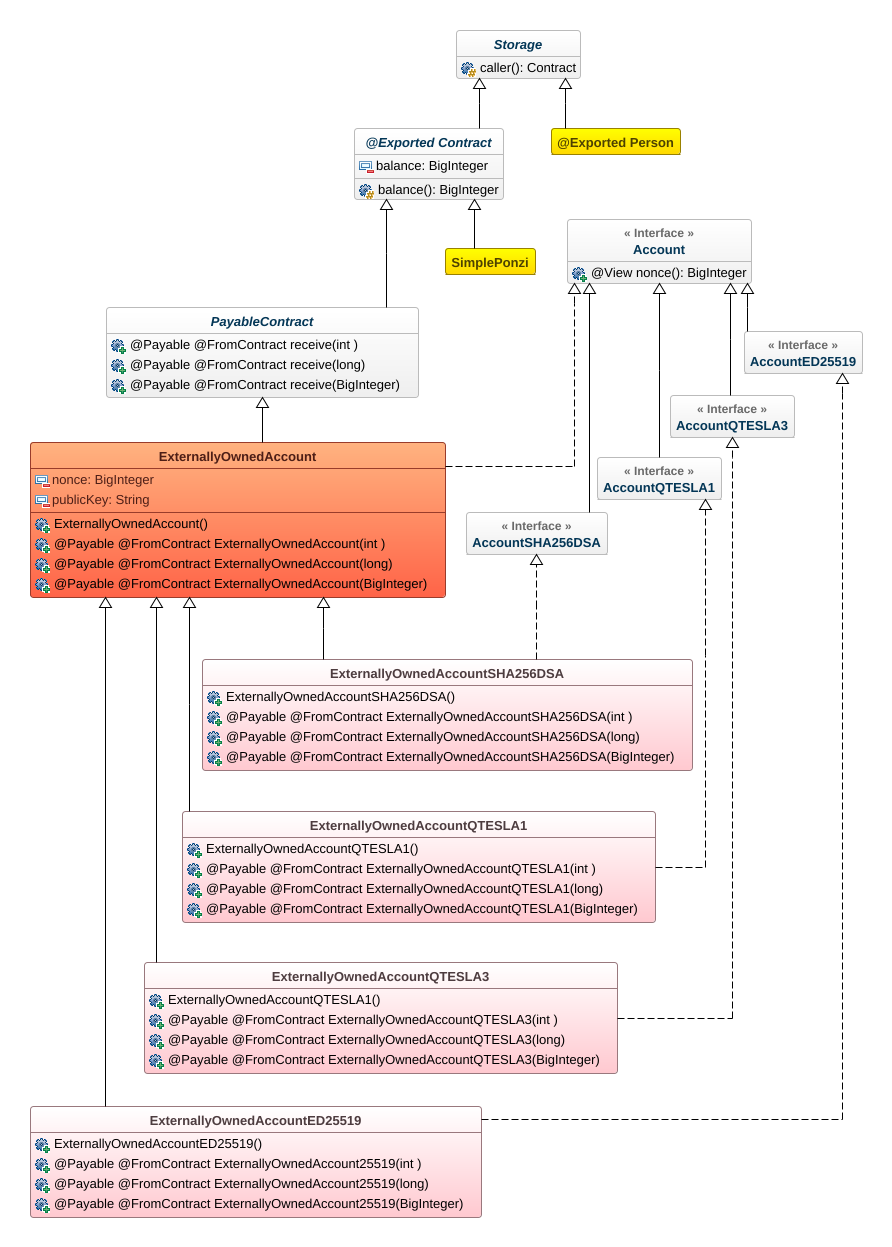 Storage
caller(): Contract
@Exported Contract
balance: BigInteger
balance(): BigInteger
@Exported Person
SimplePonzi
« Interface »
Account
@View nonce(): BigInteger
PayableContract
@Payable @FromContract receive(int )
@Payable @FromContract receive(long)
@Payable @FromContract receive(BigInteger)
« Interface »
AccountED25519
« Interface »
AccountQTESLA3
« Interface »
AccountQTESLA1
« Interface »
AccountSHA256DSA
ExternallyOwnedAccount
nonce: BigInteger
publicKey: String
ExternallyOwnedAccount()
@Payable @FromContract ExternallyOwnedAccount(int )
@Payable @FromContract ExternallyOwnedAccount(long)
@Payable @FromContract ExternallyOwnedAccount(BigInteger)
ExternallyOwnedAccountSHA256DSA
ExternallyOwnedAccountSHA256DSA()
@Payable @FromContract ExternallyOwnedAccountSHA256DSA(int )
@Payable @FromContract ExternallyOwnedAccountSHA256DSA(long)
@Payable @FromContract ExternallyOwnedAccountSHA256DSA(BigInteger)
ExternallyOwnedAccountQTESLA1
ExternallyOwnedAccountQTESLA1()
@Payable @FromContract ExternallyOwnedAccountQTESLA1(int )
@Payable @FromContract ExternallyOwnedAccountQTESLA1(long)
@Payable @FromContract ExternallyOwnedAccountQTESLA1(BigInteger)
ExternallyOwnedAccountQTESLA3
ExternallyOwnedAccountQTESLA1()
@Payable @FromContract ExternallyOwnedAccountQTESLA3(int )
@Payable @FromContract ExternallyOwnedAccountQTESLA3(long)
@Payable @FromContract ExternallyOwnedAccountQTESLA3(BigInteger)
ExternallyOwnedAccountED25519
ExternallyOwnedAccountED25519()
@Payable @FromContract ExternallyOwnedAccount25519(int )
@Payable @FromContract ExternallyOwnedAccount25519(long)
@Payable @FromContract ExternallyOwnedAccount25519(BigInteger)